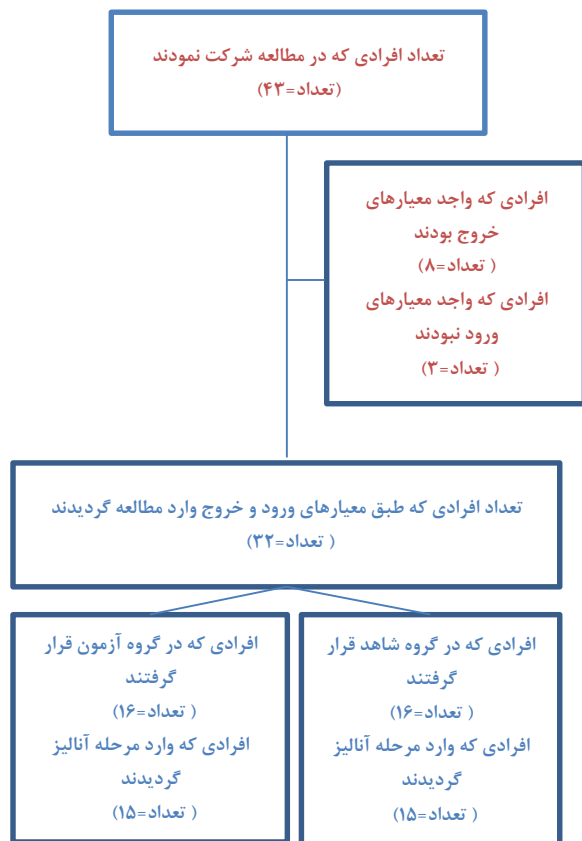 تعداد افرادی که در مطالعه شرکت نمودند
(تعداد=۴۳)
افرادی که واجد معیارهای
خروج بودند
( تعداد=۸)
افرادی که واجد معیارهای
ورود نبودند
( تعداد=۳)
تعداد افرادی که طبق معیارهای ورود و خروج وارد مطالعه گردیدند
( تعداد=۳۲)
افرادی که در گروه شاهد قرار
گرفتند
( تعداد=۱۶)
افرادی که وارد مرحله آنالیز
گردیدند
( تعداد=۱۵)
افرادی که در گروه آزمون قرار
گرفتند
( تعداد=۱۶)
افرادی که وارد مرحله آنالیز
گردیدند
( تعداد=۱۵)